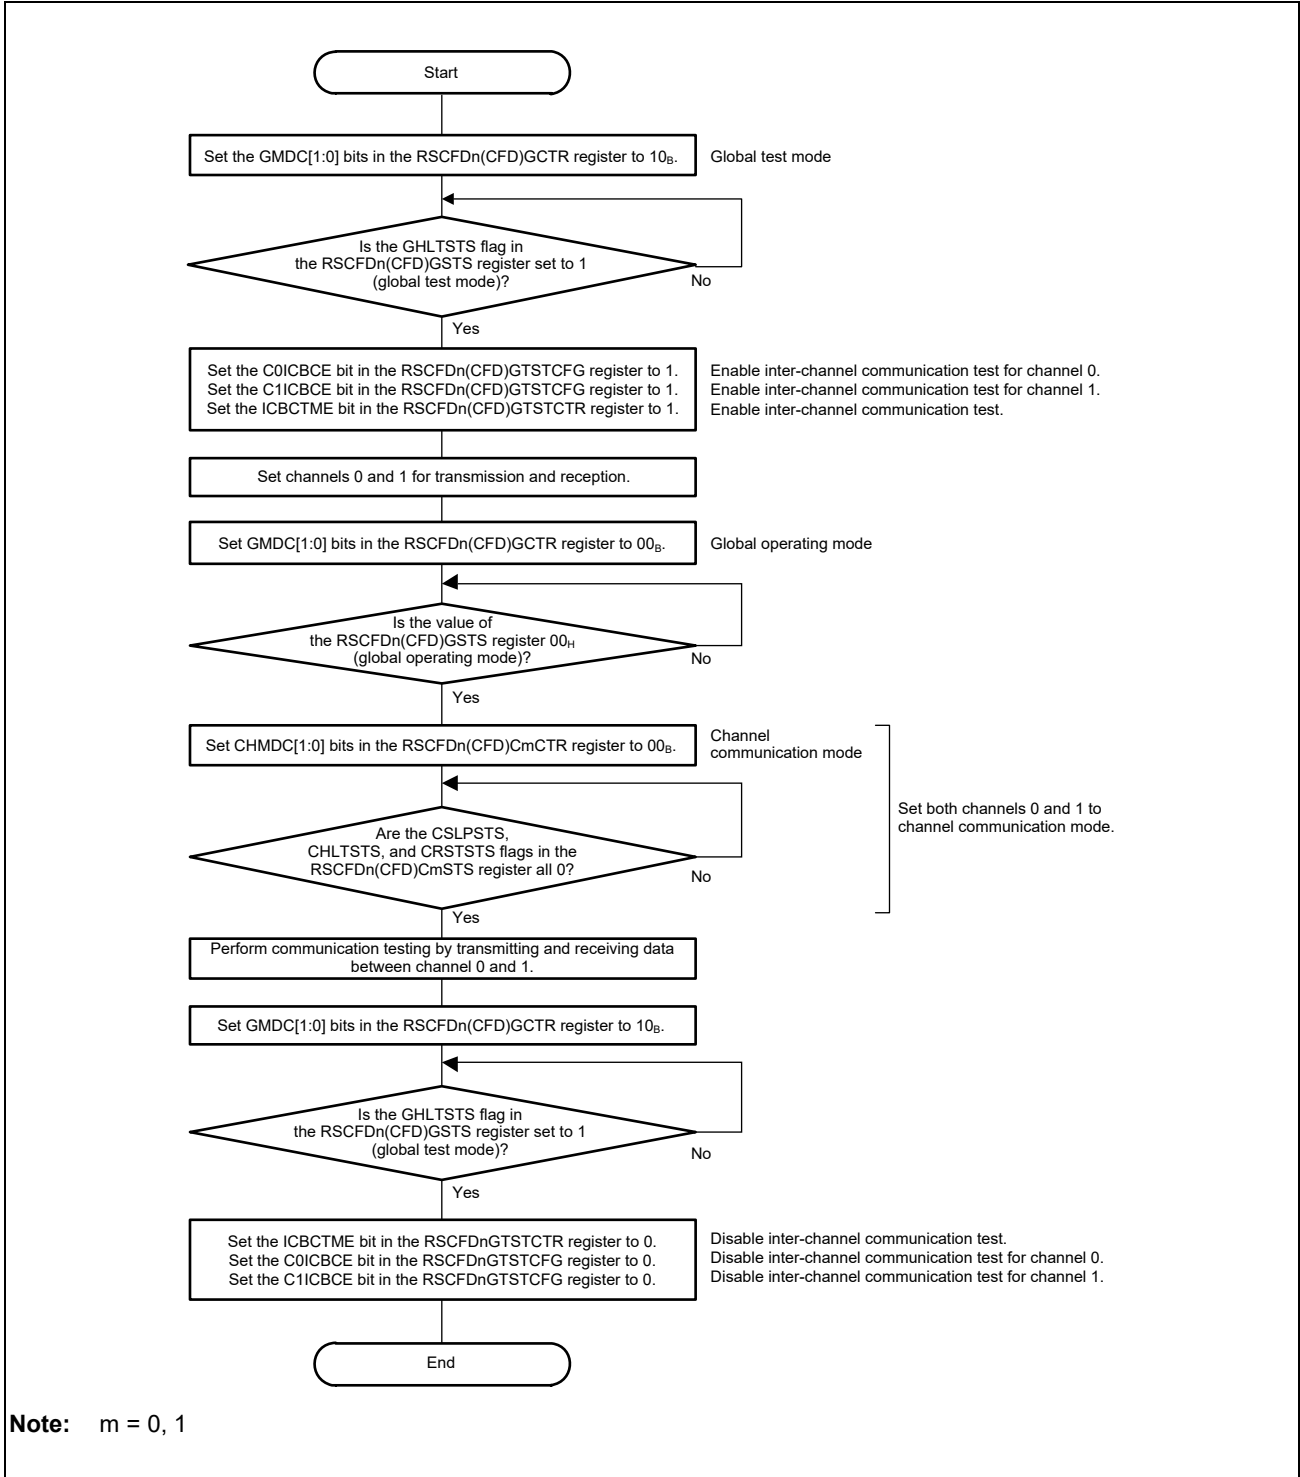 Start
Set the GMDC[1:0] bits in the RSCFDn(CFD)GCTR register to 10B.
Global test mode
Is the GHLTSTS flag in
the RSCFDn(CFD)GSTS register set to 1
(global test mode)?
No
Yes
Set the C0ICBCE bit in the RSCFDn(CFD)GTSTCFG register to 1.
Enable inter-channel communication test for channel 0.
Set the C1ICBCE bit in the RSCFDn(CFD)GTSTCFG register to 1.
Enable inter-channel communication test for channel 1.
Set the ICBCTME bit in the RSCFDn(CFD)GTSTCTR register to 1.
Enable inter-channel communication test.
Set channels 0 and 1 for transmission and reception.
Set GMDC[1:0] bits in the RSCFDn(CFD)GCTR register to 00B.
Global operating mode
Is the value of
the RSCFDn(CFD)GSTS register 00H
(global operating mode)?
No
Yes
Set CHMDC[1:0] bits in the RSCFDn(CFD)CmCTR register to 00B.
Channel
communication mode
Are the CSLPSTS,
CHLTSTS, and CRSTSTS flags in the
RSCFDn(CFD)CmSTS register all 0?
No
Yes
Set both channels 0 and 1 to
channel communication mode.
Perform communication testing by transmitting and receiving data
between channel 0 and 1.
Set GMDC[1:0] bits in the RSCFDn(CFD)GCTR register to 10B.
Is the GHLTSTS flag in
the RSCFDn(CFD)GSTS register set to 1
(global test mode)?
No
Yes
Set the ICBCTME bit in the RSCFDnGTSTCTR register to 0.
Disable inter-channel communication test.
Set the C0ICBCE bit in the RSCFDnGTSTCFG register to 0.
Disable inter-channel communication test for channel 0.
Set the C1ICBCE bit in the RSCFDnGTSTCFG register to 0.
Disable inter-channel communication test for channel 1.
End
Note: m = 0, 1